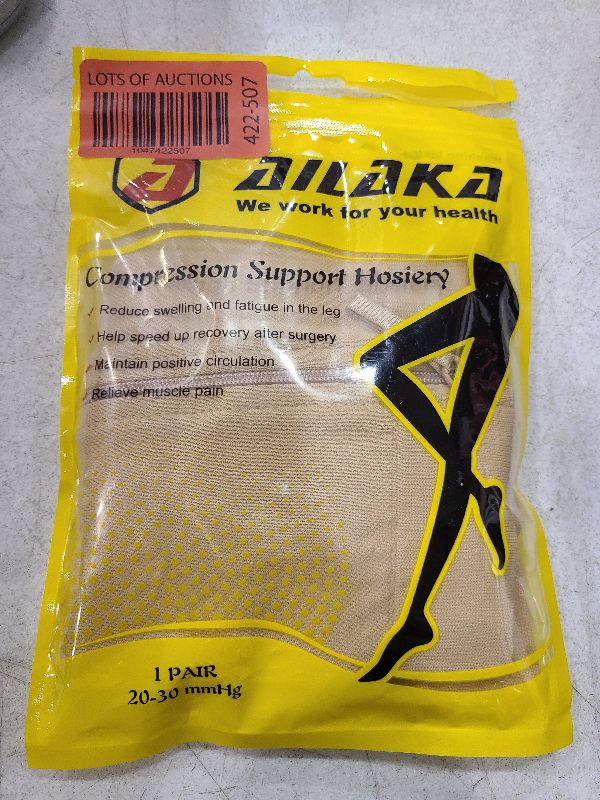 LOTS OF AUCTIONS
1047422507
422-507
AILAKA
We work for your health
Compression Support Hosiery
Reduce swelling and fatigue in the leg
Help speed up recovery after surgery
Maintain positive circulation
Relieve muscle pain
1 PAIR
20-30 mmHg